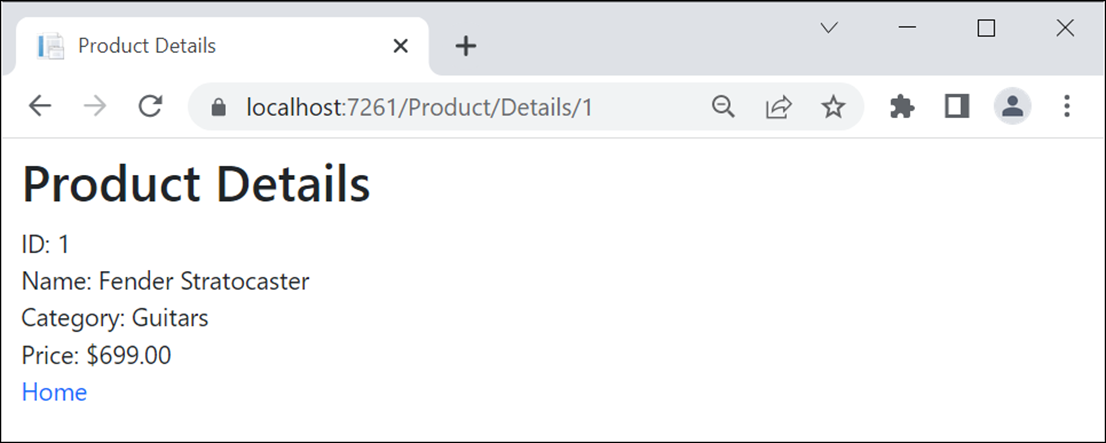 Product Details
localhost:7261/Product/Details/1
Product Details
ID: 1
Name: Fender Stratocaster
Category: Guitars
Price: $699.00
Home